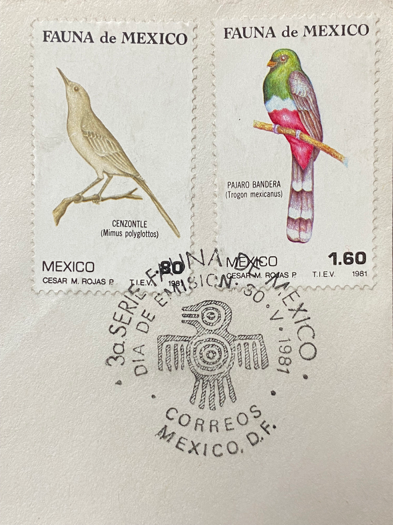 FAUNA DE MEXICO
CENZONTLE
(Mimus polyglottos)
MEXICO 80
CESAR M. ROJAS P. T.I.E.V. 1981
FAUNA DE MEXICO
PAJARO BANDERA
(Trogon mexicanus)
MEXICO 1.60
CESAR M. ROJAS P. T.I.E.V. 1981
3a. SERIE FAUNA DE MEXICO
DIA DE EMISION: 30·V·1981
CORREOS
MEXICO, D.F.